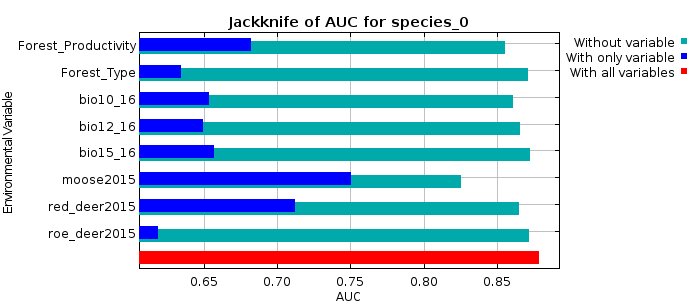 Jackknife of AUC for species_0
Environmental Variable
Forest_Productivity
Forest_Type
bio10_16
bio12_16
bio15_16
moose2015
red_deer2015
roe_deer2015
Without variable
With only variable
With all variables
0.65 0.70 0.75 0.80 0.85
AUC